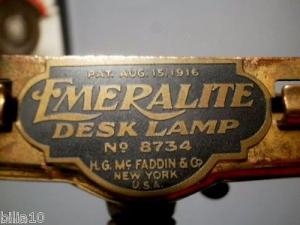 PAT. AUG. 15, 1916
EMERALITE
DESK LAMP
No 8734
H.G. Mc FADDIN & Co
NEW YORK
U.S.A.
billa10